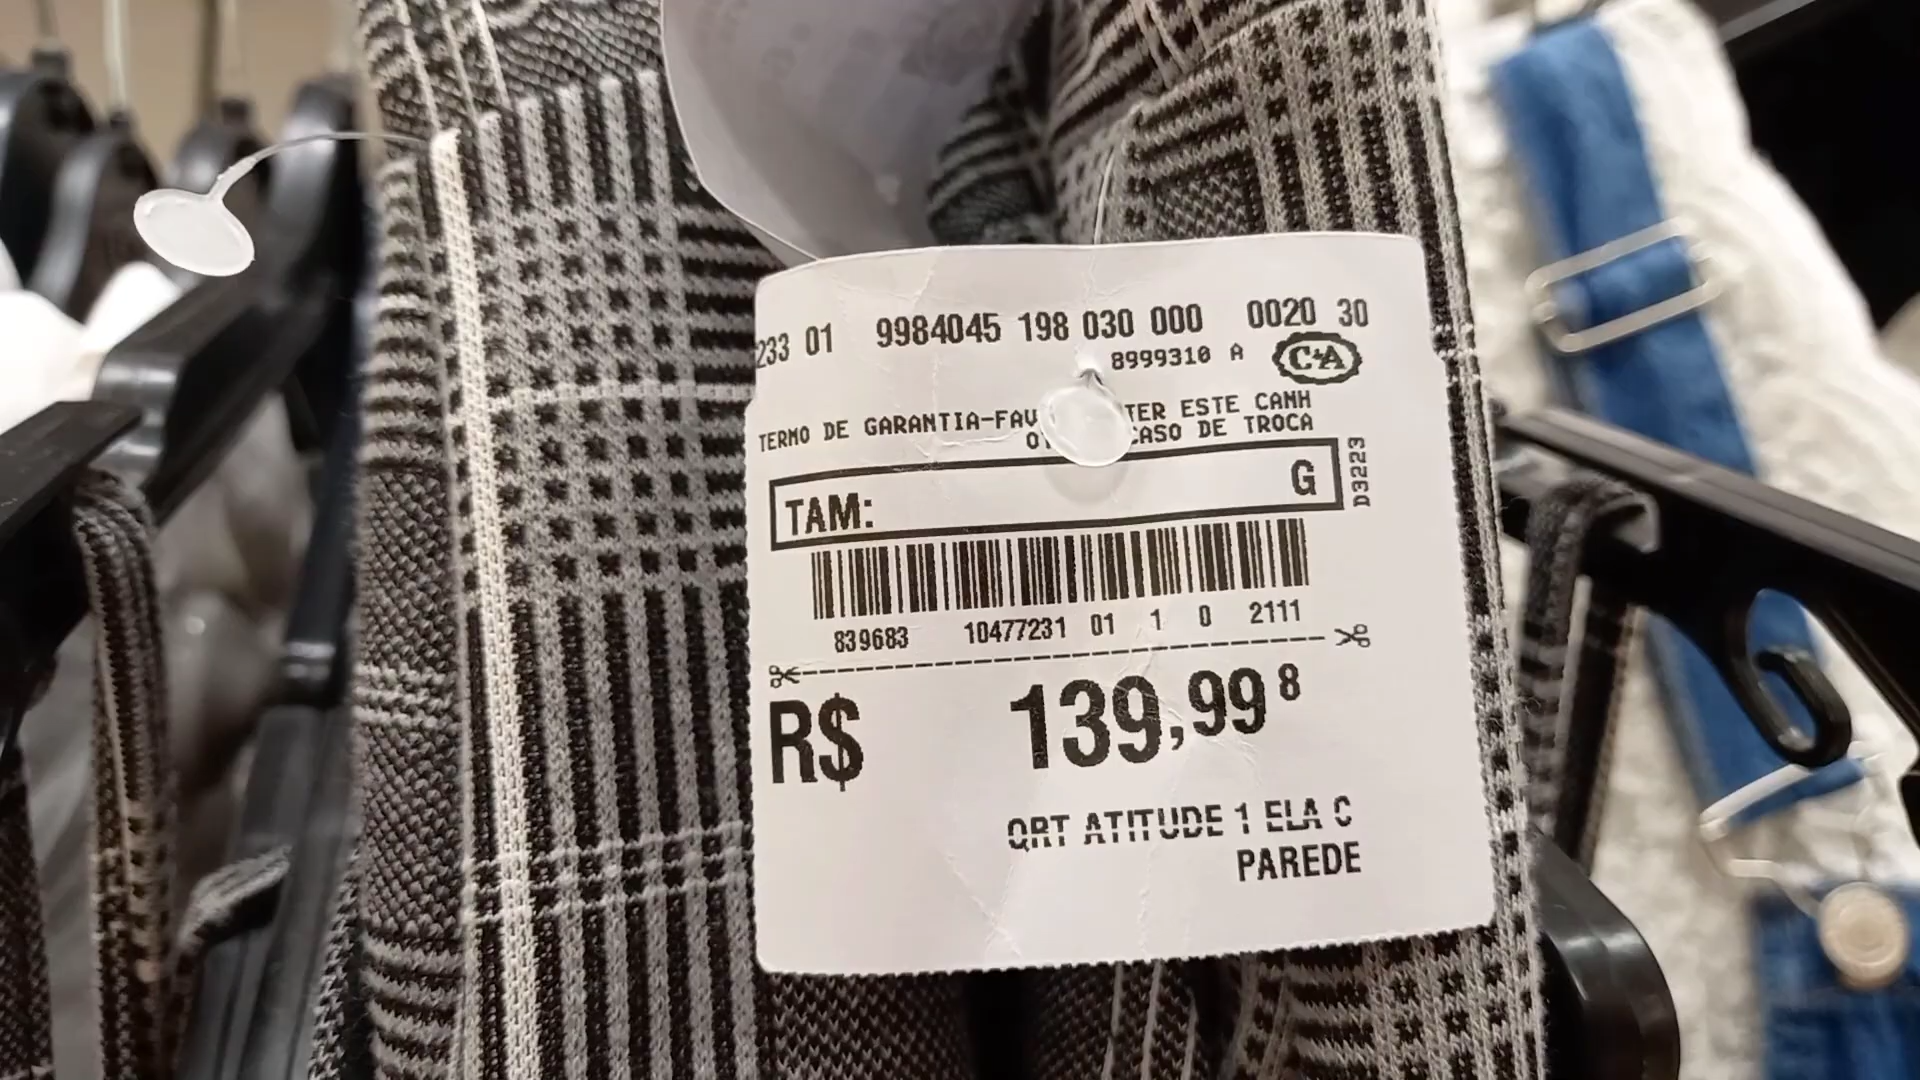 233 01 9984045 198 030 000 0020 30
8999310 A C&A
TERMO DE GARANTIA-FAV TER ESTE CANH
OT CASO DE TROCA
TAM: G
D3223
839683 10477231 01 1 0 2111
R$ 139,99 8
QRT ATITUDE 1 ELA C
PAREDE